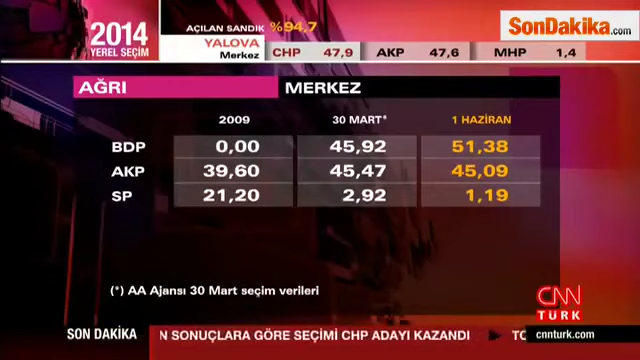 2014
YEREL SEÇİM
AÇILAN SANDIK %94,7
YALOVA
Merkez
CHP 47,9 AKP 47,6 MHP 1,4
SonDakika.com
AĞRI MERKEZ
2009 30 MART* 1 HAZİRAN
BDP 0,00 45,92 51,38
AKP 39,60 45,47 45,09
SP 21,20 2,92 1,19
(*) AA Ajansı 30 Mart seçim verileri
CNN
TÜRK
SON DAKİKA N SONUÇLARA GÖRE SEÇİMİ CHP ADAYI KAZANDI ► TO
cnnturk.com